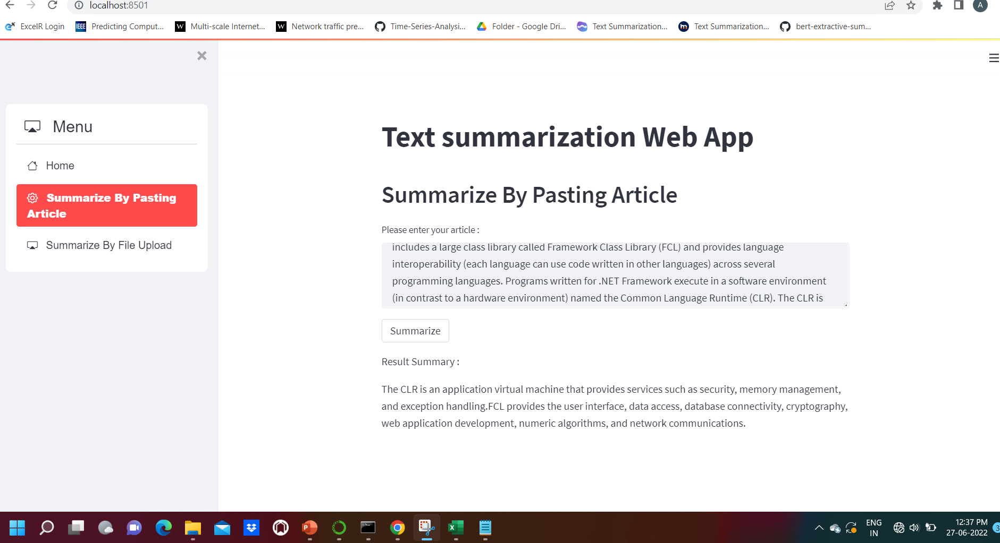 localhost:8501
A
ExcelR Login
IEEE
Predicting Comput...
W
Multi-scale Internet...
W
Network traffic pre...
Time-Series-Analysi...
Folder - Google Dri...
Text Summarization...
m
Text Summarization...
bert-extractive-sum...
Menu
Home
Summarize By Pasting
Article
Summarize By File Upload
Text summarization Web App
Summarize By Pasting Article
Please enter your article :
includes a large class library called Framework Class Library (FCL) and provides language
interoperability (each language can use code written in other languages) across several
programming languages. Programs written for .NET Framework execute in a software environment
(in contrast to a hardware environment) named the Common Language Runtime (CLR). The CLR is
Summarize
Result Summary :
The CLR is an application virtual machine that provides services such as security, memory management,
and exception handling.FCL provides the user interface, data access, database connectivity, cryptography,
web application development, numeric algorithms, and network communications.
P
X
ENG
IN
12:37 PM
27-06-2022
3